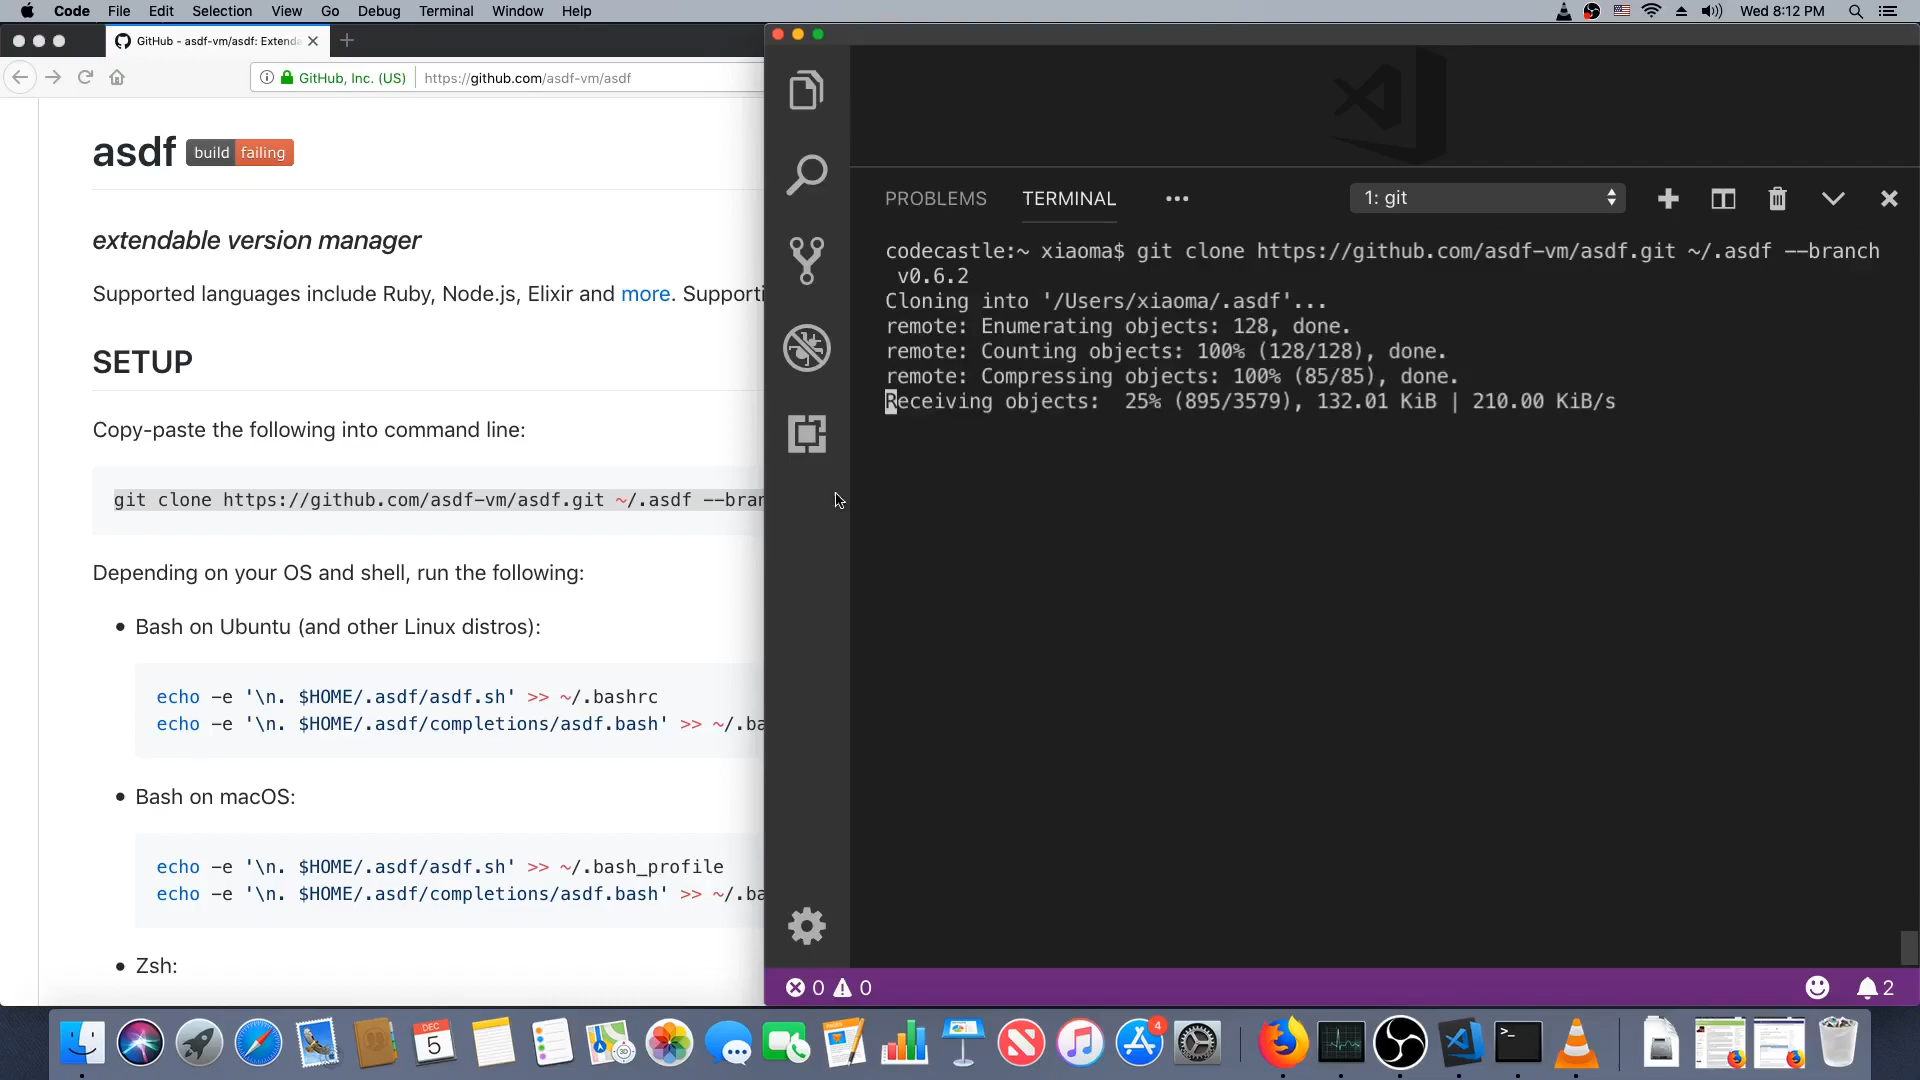 Code File Edit Selection View Go Debug Terminal Window Help
Wed 8:12 PM
GitHub - asdf-vm/asdf: Extenda
GitHub, Inc. (US)
https://github.com/asdf-vm/asdf
asdf build failing
extendable version manager
Supported languages include Ruby, Node.js, Elixir and more. Supporti
SETUP
Copy-paste the following into command line:
git clone https://github.com/asdf-vm/asdf.git ~/.asdf --bran
Depending on your OS and shell, run the following:
• Bash on Ubuntu (and other Linux distros):
echo -e '\n. $HOME/.asdf/asdf.sh' >> ~/.bashrc
echo -e '\n. $HOME/.asdf/completions/asdf.bash' >> ~/.ba
• Bash on macOS:
echo -e '\n. $HOME/.asdf/asdf.sh' >> ~/.bash_profile
echo -e '\n. $HOME/.asdf/completions/asdf.bash' >> ~/.ba
• Zsh:
PROBLEMS TERMINAL ••• 1: git
codecastle:~ xiaoma$ git clone https://github.com/asdf-vm/asdf.git ~/.asdf --branch
v0.6.2
Cloning into '/Users/xiaoma/.asdf'...
remote: Enumerating objects: 128, done.
remote: Counting objects: 100% (128/128), done.
remote: Compressing objects: 100% (85/85), done.
Receiving objects: 25% (895/3579), 132.01 KiB | 210.00 KiB/s
0 0
2
DEC
5
3D
4
>_